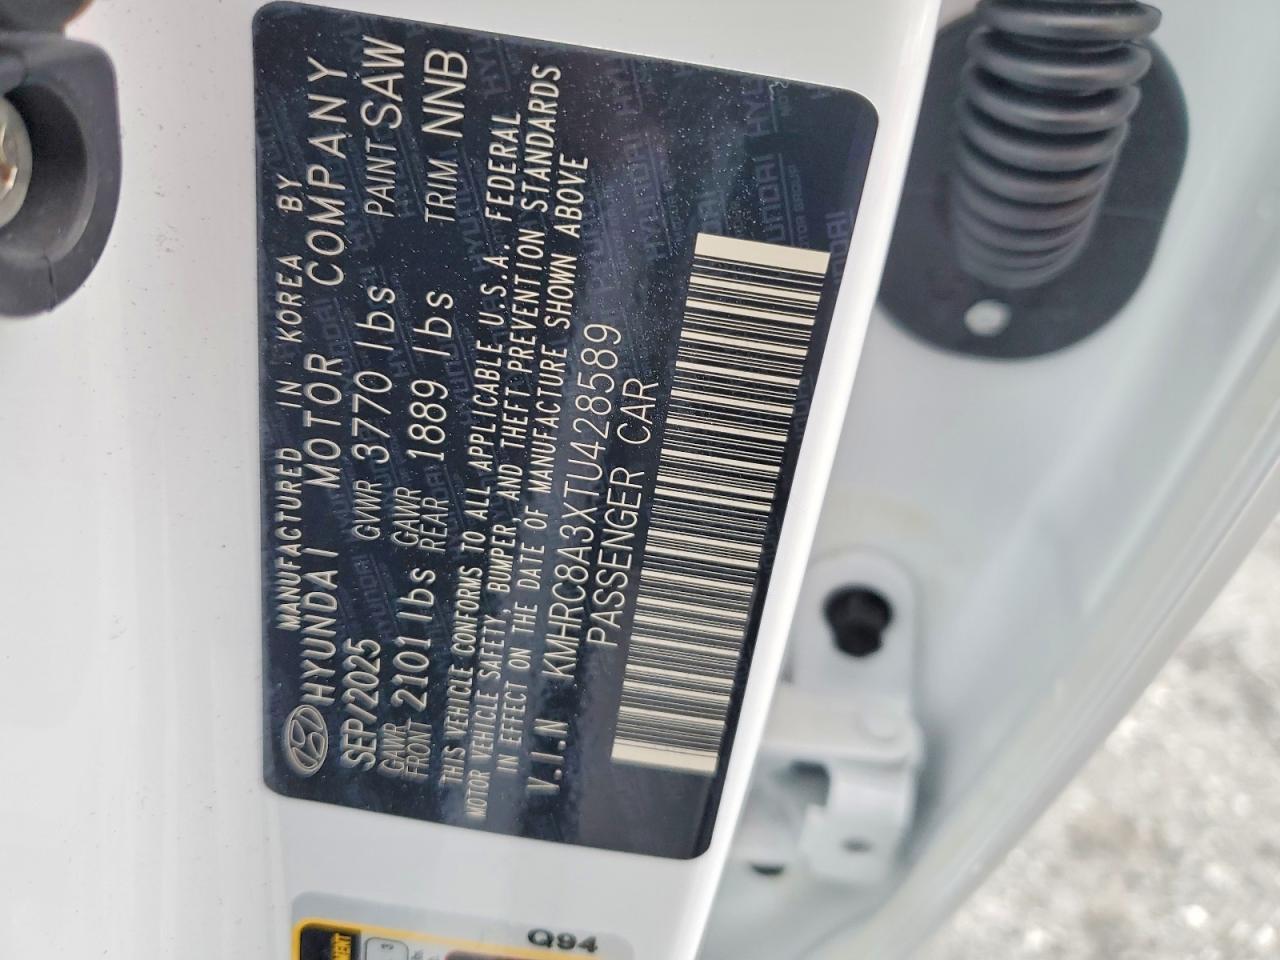 MANUFACTURED IN KOREA BY
HYUNDAI MOTOR COMPANY
SEP/2025 GVWR 3770 lbs PAINT SAW
GAWR FRONT 2101 lbs GAWR REAR 1889 lbs TRIM NNB
THIS VEHICLE CONFORMS TO ALL APPLICABLE U.S.A. FEDERAL
MOTOR VEHICLE SAFETY, BUMPER, AND THEFT PREVENTION STANDARDS
IN EFFECT ON THE DATE OF MANUFACTURE SHOWN ABOVE
V.I.N KMHRC8A3XTU428589
PASSENGER CAR
Q94
3